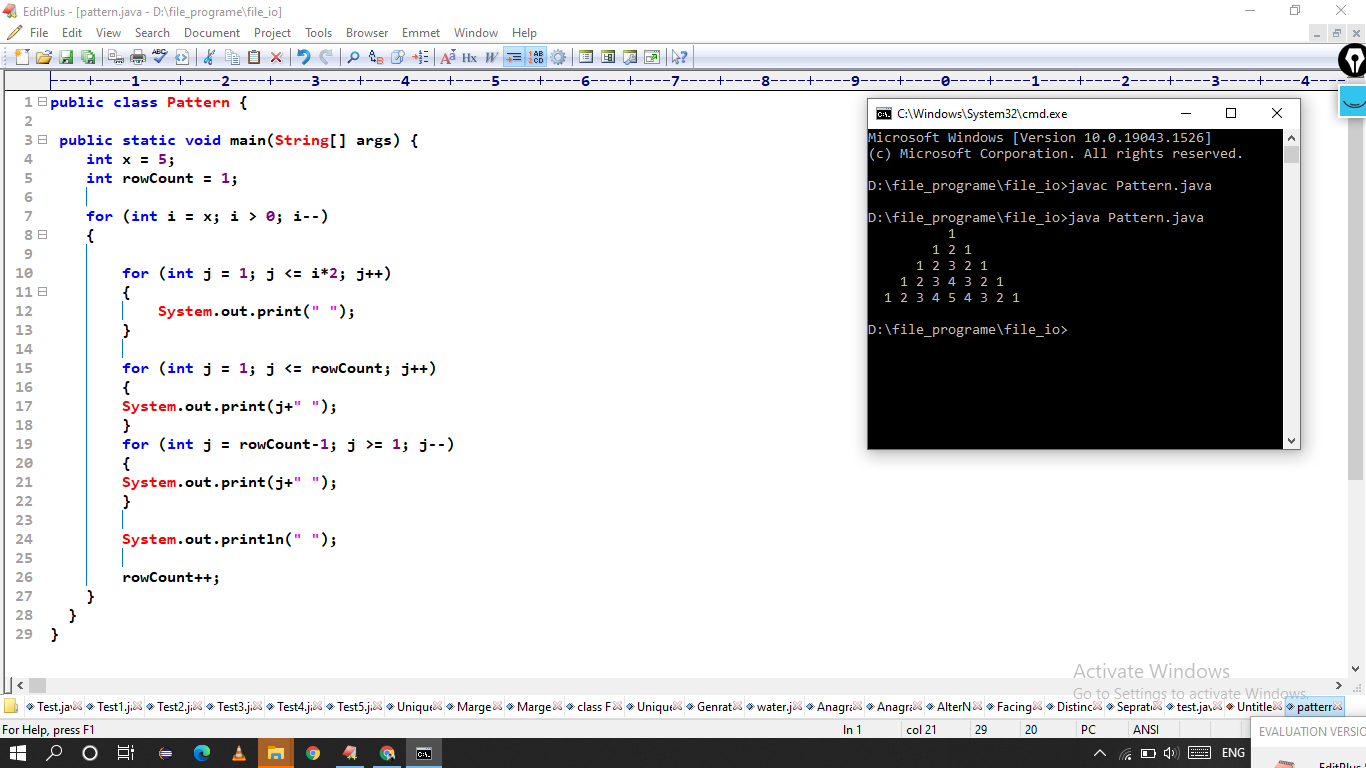 EditPlus - [pattern.java - D:\file_programe\file_io]
File Edit View Search Document Project Tools Browser Emmet Window Help
----+----1----+----2----+----3----+----4----+----5----+----6----+----7----+----8----+----9----+----0----+----1----+----2----+----3----+----4----
1 public class Pattern {
2
3 public static void main(String[] args) {
4 int x = 5;
5 int rowCount = 1;
6
7 for (int i = x; i > 0; i--)
8 {
9
10 for (int j = 1; j <= i*2; j++)
11 {
12 System.out.print(" ");
13 }
14
15 for (int j = 1; j <= rowCount; j++)
16 {
17 System.out.print(j+" ");
18 }
19 for (int j = rowCount-1; j >= 1; j--)
20 {
21 System.out.print(j+" ");
22 }
23
24 System.out.println(" ");
25
26 rowCount++;
27 }
28 }
29 }
C:\Windows\System32\cmd.exe
Microsoft Windows [Version 10.0.19043.1526]
(c) Microsoft Corporation. All rights reserved.
D:\file_programe\file_io>javac Pattern.java
D:\file_programe\file_io>java Pattern.java
1
1 2 1
1 2 3 2 1
1 2 3 4 3 2 1
1 2 3 4 5 4 3 2 1
D:\file_programe\file_io>
Activate Windows
Go to Settings to activate Windows.
Test.jav Test1.j Test2.j Test3.j Test4.j Test5.j Unique Marge Marge class F Unique Genrat water.j Anagra Anagra AlterN Facing Distinc Seprat test.jav Untitle pattern
For Help, press F1 ln 1 col 21 29 20 PC ANSI
EVALUATION VERSIO
EditPlus
ENG